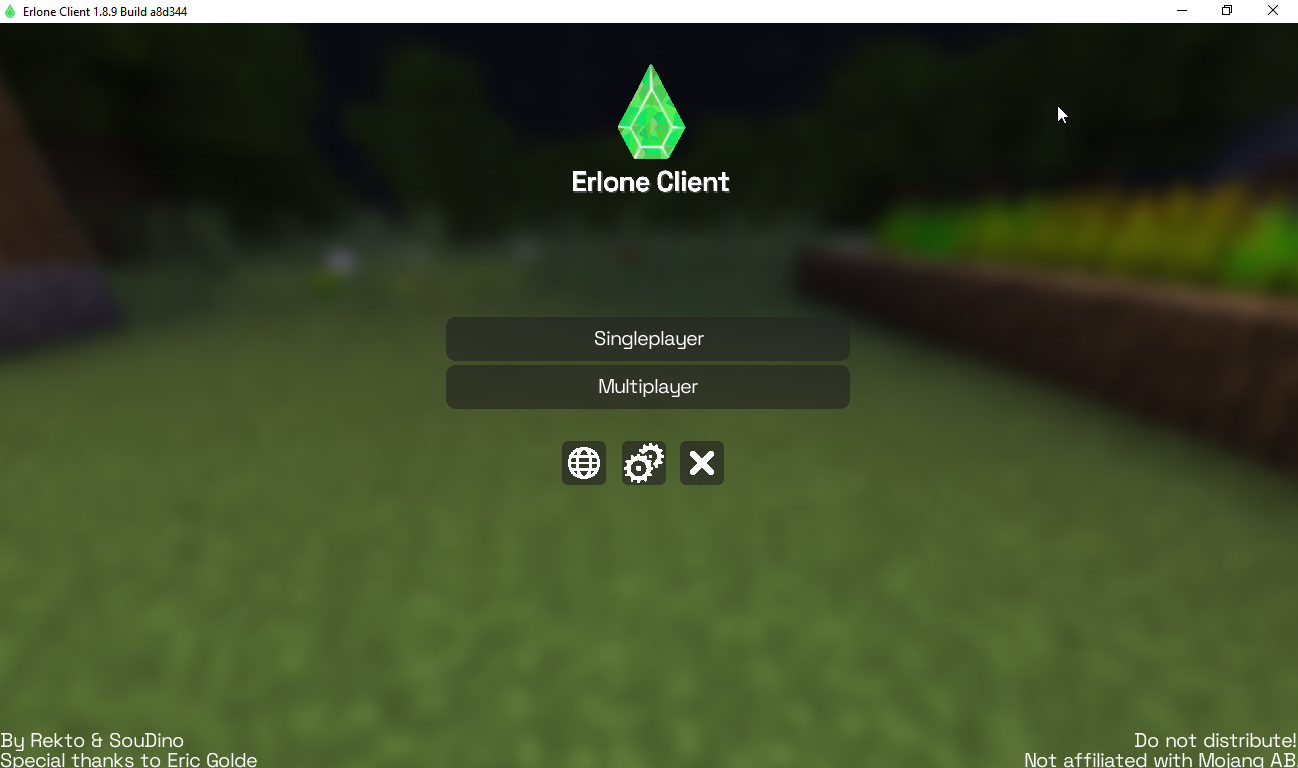 Erlone Client 1.8.9 Build a8d344
Erlone Client
Singleplayer
Multiplayer
By Rekto & SouDino
Special thanks to Eric Golde
Do not distribute!
Not affiliated with Mojang AB.